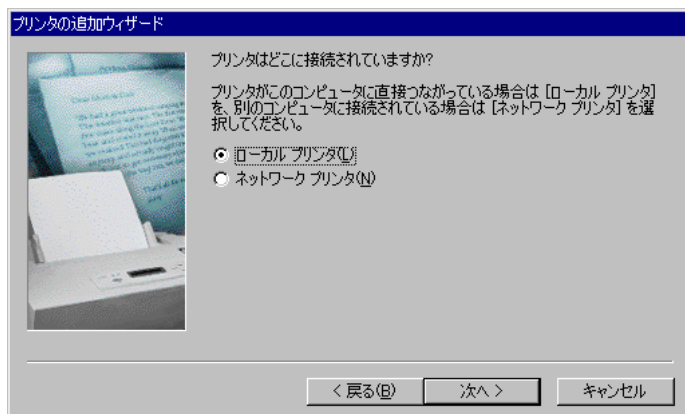 プリンタの追加ウィザード
プリンタはどこに接続されていますか?
プリンタがこのコンピュータに直接つながっている場合は [ローカル プリンタ]
を、別のコンピュータに接続されている場合は [ネットワーク プリンタ] を選
択してください。
ローカル プリンタ(L)
ネットワーク プリンタ(N)
< 戻る(B)
次へ >
キャンセル